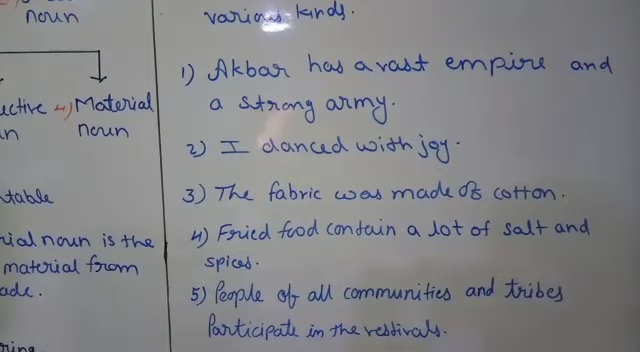 noun
various kinds.
1) Akbar has a vast empire and
a strong army.
ective 4) Material
n noun
2) I danced with joy.
3) The fabric was made of cotton.
table
4) Fried food contain a lot of salt and
spices.
rial noun is the
material from
ade.
5) People of all communities and tribes
Participate in the vestivals.
ring